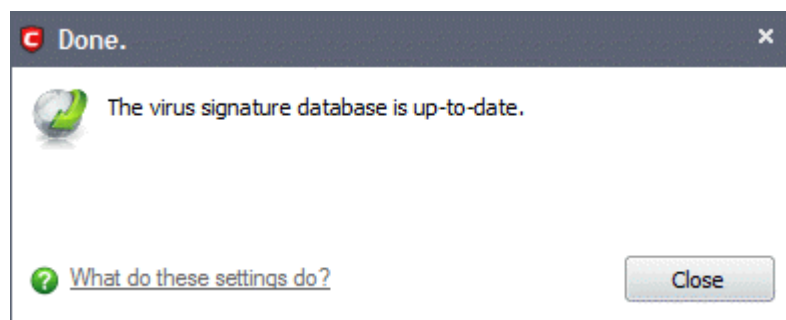 Done.
The virus signature database is up-to-date.
What do these settings do?
Close